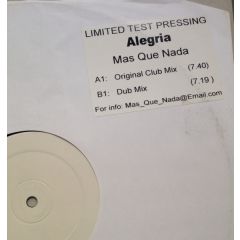 LIMITED TEST PRESSING
Alegria
Mas Que Nada
A1: Original Club Mix (7.40)
B1: Dub Mix (7.19 )
For info: Mas_Que_Nada@Email.com